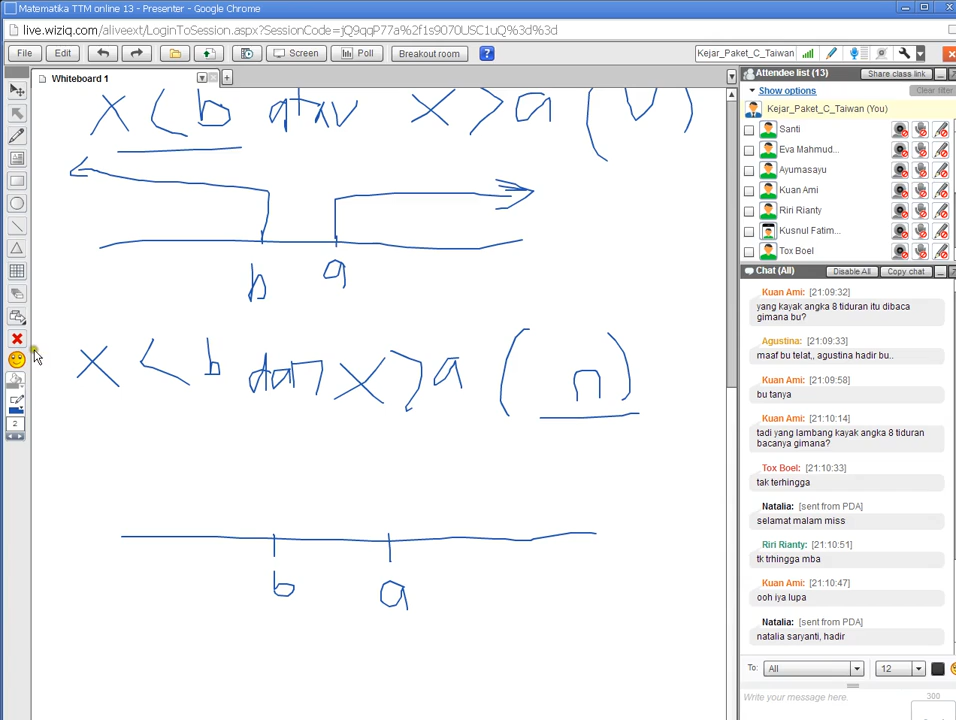 Matematka TTM online 13 - Presenter - Google Chrome
live.wiziq.com/aliveext/LoginToSession.aspx?SessionCode=jQ9qqP77a%2f1s9070USC1uQ%3d%3d
File Edit Screen Poll Breakout room ? Kejar_Paket_C_Taiwan
Whiteboard 1
x < b atau x > a (U)
b a
x < b dan x > a (n)
b a
2
Attendee list (13) Share class link
Show options Clear filter
Kejar_Paket_C_Taiwan (You)
Santi
Eva Mahmud...
Ayumasayu
Kuan Ami
Riri Rianty
Kusnul Fatim...
Tox Boel
Chat (All) Disable All Copy chat
Kuan Ami: [21:09:32]
yang kayak angka 8 tiduran itu dibaca
gimana bu?
Agustina: [21:09:33]
maaf bu telat,, agustina hadir bu..
Kuan Ami: [21:09:58]
bu tanya
Kuan Ami: [21:10:14]
tadi yang lambang kayak angka 8 tiduran
bacanya gimana?
Tox Boel: [21:10:33]
tak terhingga
Natalia: [sent from PDA]
selamat malam miss
Riri Rianty: [21:10:51]
tk trhingga mba
Kuan Ami: [21:10:47]
ooh iya lupa
Natalia: [sent from PDA]
natalia saryanti, hadir
To: All 12
Write your message here. 300